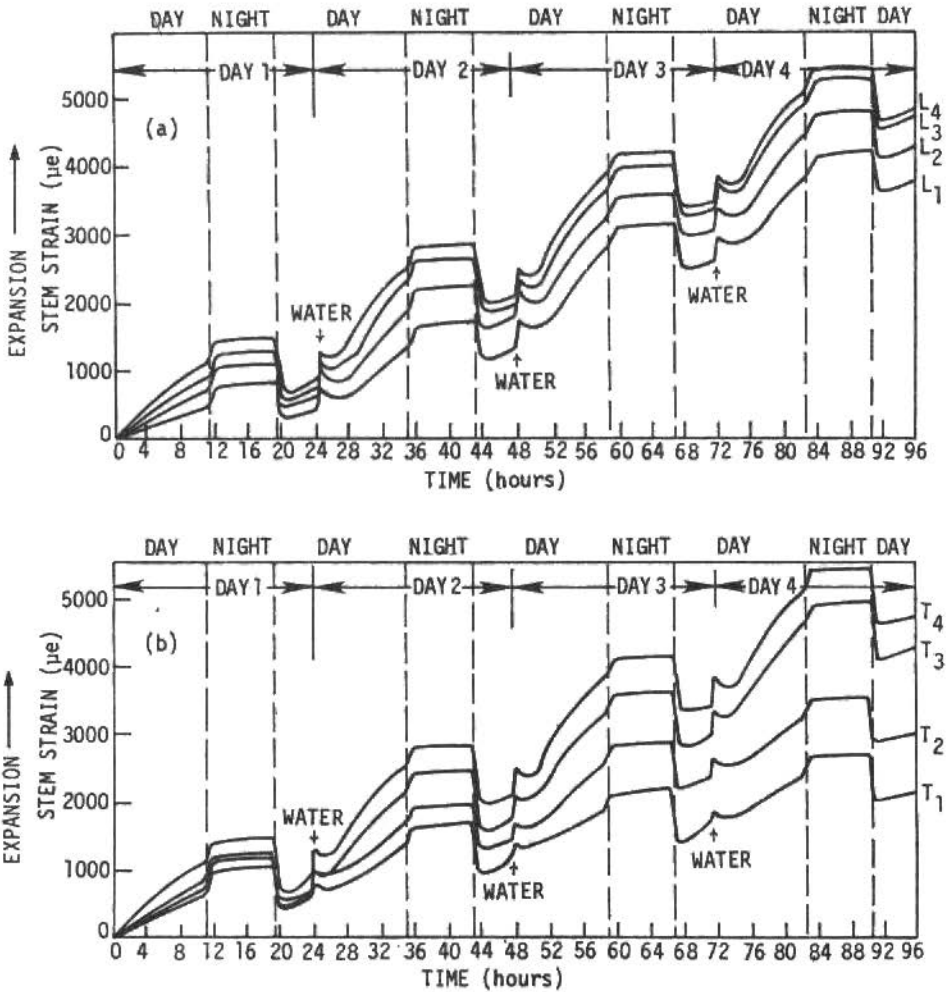 DAY NIGHT DAY NIGHT DAY DAY NIGHT DAY
DAY 1 DAY 2 DAY 3 DAY 4
(a)
5000
4000
3000
2000
1000
0
EXPANSION
STEM STRAIN (µe)
WATER
WATER
WATER
L4
L3
L2
L1
0 4 8 12 16 20 24 28 32 36 40 44 48 52 56 60 64 68 72 76 80 84 88 92 96
TIME (hours)
DAY NIGHT DAY NIGHT DAY DAY NIGHT DAY
DAY 1 DAY 2 DAY 3 DAY 4
(b)
5000
4000
3000
2000
1000
0
EXPANSION
STEM STRAIN (µe)
WATER
WATER
WATER
T4
T3
T2
T1
0 4 8 12 16 20 24 28 32 36 40 44 48 52 56 60 64 68 72 76 80 84 88 92 96
TIME (hours)